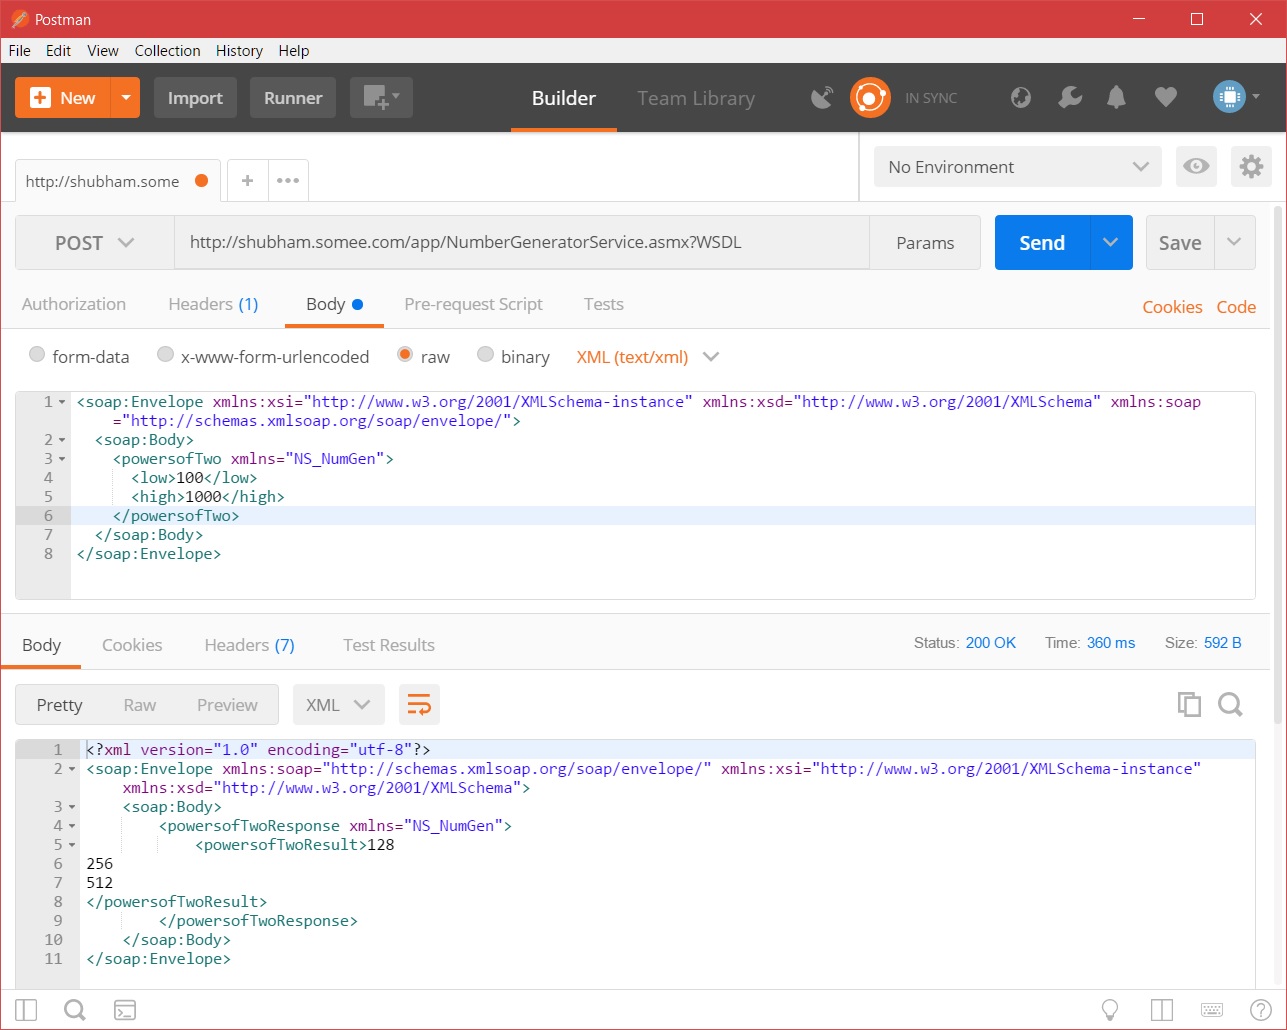 Postman
File Edit View Collection History Help
New Import Runner Builder Team Library IN SYNC
http://shubham.some No Environment
POST http://shubham.somee.com/app/NumberGeneratorService.asmx?WSDL Params Send Save
Authorization Headers (1) Body Pre-request Script Tests Cookies Code
form-data x-www-form-urlencoded raw binary XML (text/xml)
1 <soap:Envelope xmlns:xsi="http://www.w3.org/2001/XMLSchema-instance" xmlns:xsd="http://www.w3.org/2001/XMLSchema" xmlns:soap
="http://schemas.xmlsoap.org/soap/envelope/">
2 <soap:Body>
3 <powersofTwo xmlns="NS_NumGen">
4 <low>100</low>
5 <high>1000</high>
6 </powersofTwo>
7 </soap:Body>
8 </soap:Envelope>
Body Cookies Headers (7) Test Results Status: 200 OK Time: 360 ms Size: 592 B
Pretty Raw Preview XML
1 <?xml version="1.0" encoding="utf-8"?>
2 <soap:Envelope xmlns:soap="http://schemas.xmlsoap.org/soap/envelope/" xmlns:xsi="http://www.w3.org/2001/XMLSchema-instance"
xmlns:xsd="http://www.w3.org/2001/XMLSchema">
3 <soap:Body>
4 <powersofTwoResponse xmlns="NS_NumGen">
5 <powersofTwoResult>128
6 256
7 512
8 </powersofTwoResult>
9 </powersofTwoResponse>
10 </soap:Body>
11 </soap:Envelope>